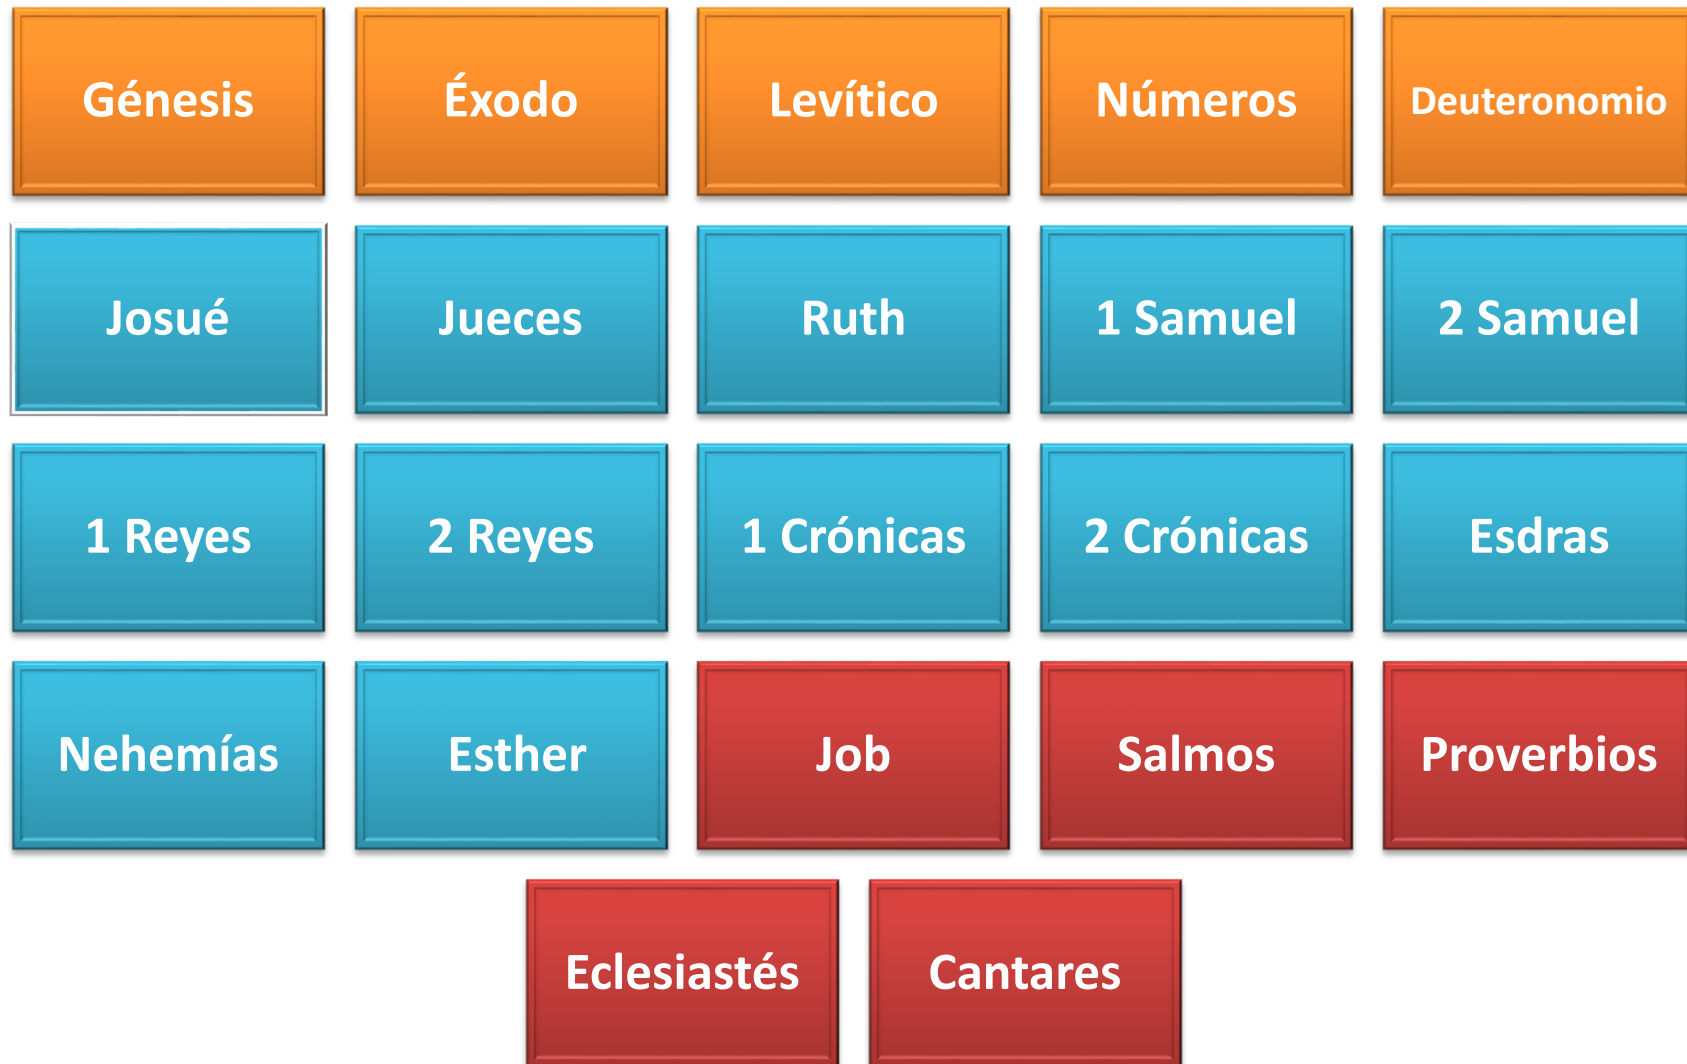 Génesis
Éxodo
Levítico
Números
Deuteronomio
Josué
Jueces
Ruth
1 Samuel
2 Samuel
1 Reyes
2 Reyes
1 Crónicas
2 Crónicas
Esdras
Nehemías
Esther
Job
Salmos
Proverbios
Eclesiastés
Cantares